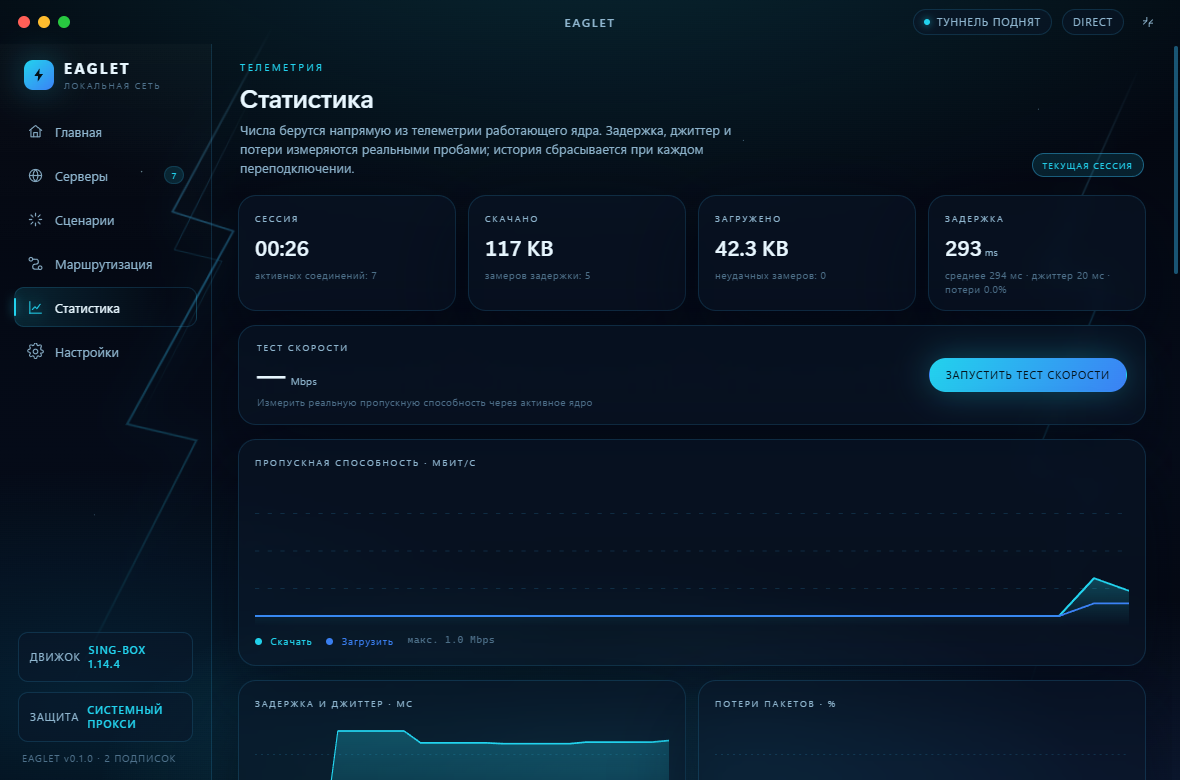 EAGLET
ТУННЕЛЬ ПОДНЯТ
DIRECT
EAGLET
ЛОКАЛЬНАЯ СЕТЬ
Главная
Серверы
7
Сценарии
Маршрутизация
Статистика
Настройки
ДВИЖОК
SING-BOX
1.14.4
ЗАЩИТА
СИСТЕМНЫЙ
ПРОКСИ
EAGLET v0.1.0 · 2 ПОДПИСОК
ТЕЛЕМЕТРИЯ
Статистика
Числа берутся напрямую из телеметрии работающего ядра. Задержка, джиттер и
потери измеряются реальными пробами; история сбрасывается при каждом
переподключении.
ТЕКУЩАЯ СЕССИЯ
СЕССИЯ
00:26
активных соединений: 7
СКАЧАНО
117 KB
замеров задержки: 5
ЗАГРУЖЕНО
42.3 KB
неудачных замеров: 0
ЗАДЕРЖКА
293 ms
среднее 294 мс · джиттер 20 мс ·
потери 0.0%
ТЕСТ СКОРОСТИ
— Mbps
Измерить реальную пропускную способность через активное ядро
ЗАПУСТИТЬ ТЕСТ СКОРОСТИ
ПРОПУСКНАЯ СПОСОБНОСТЬ · МБИТ/С
Скачать
Загрузить
макс. 1.0 Mbps
ЗАДЕРЖКА И ДЖИТТЕР · МС
ПОТЕРИ ПАКЕТОВ · %